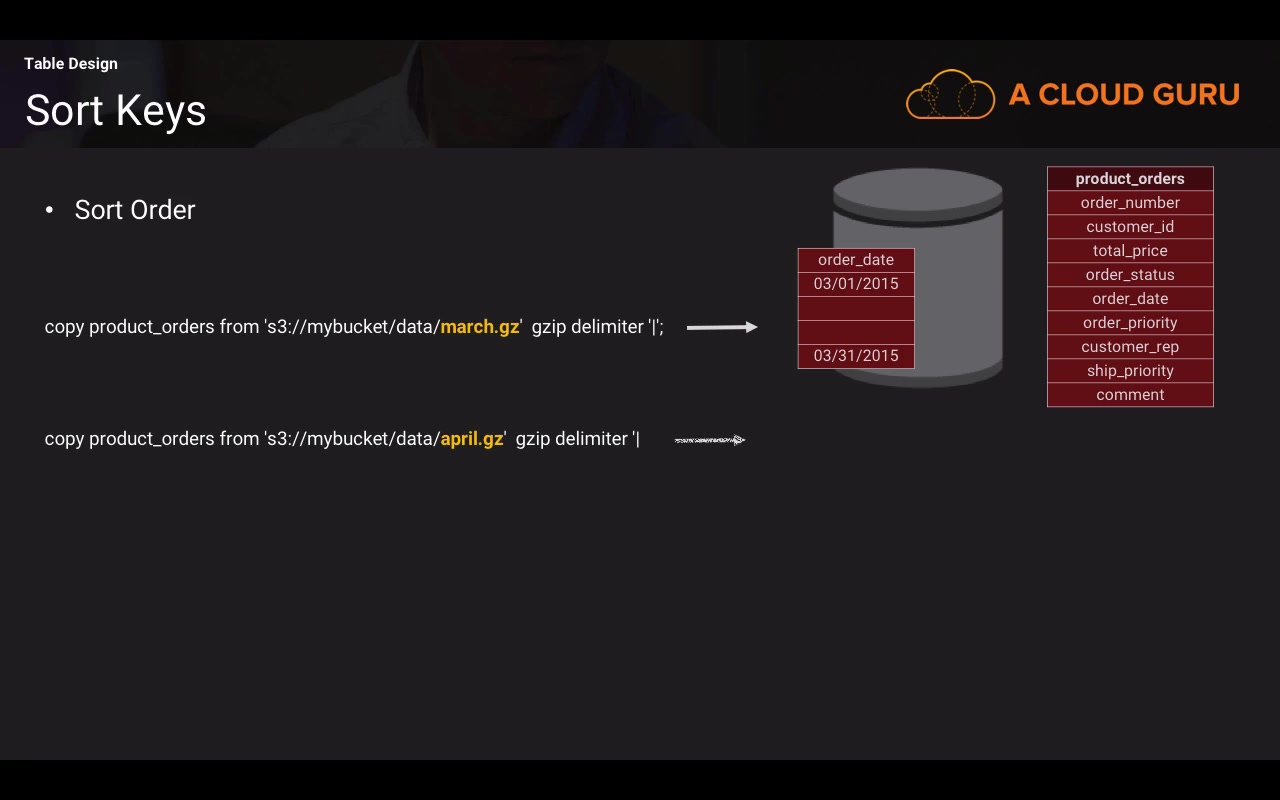 Table Design
Sort Keys
A CLOUD GURU
• Sort Order
copy product_orders from 's3://mybucket/data/march.gz' gzip delimiter '|';
copy product_orders from 's3://mybucket/data/april.gz' gzip delimiter '|
order_date
03/01/2015
03/31/2015
product_orders
order_number
customer_id
total_price
order_status
order_date
order_priority
customer_rep
ship_priority
comment